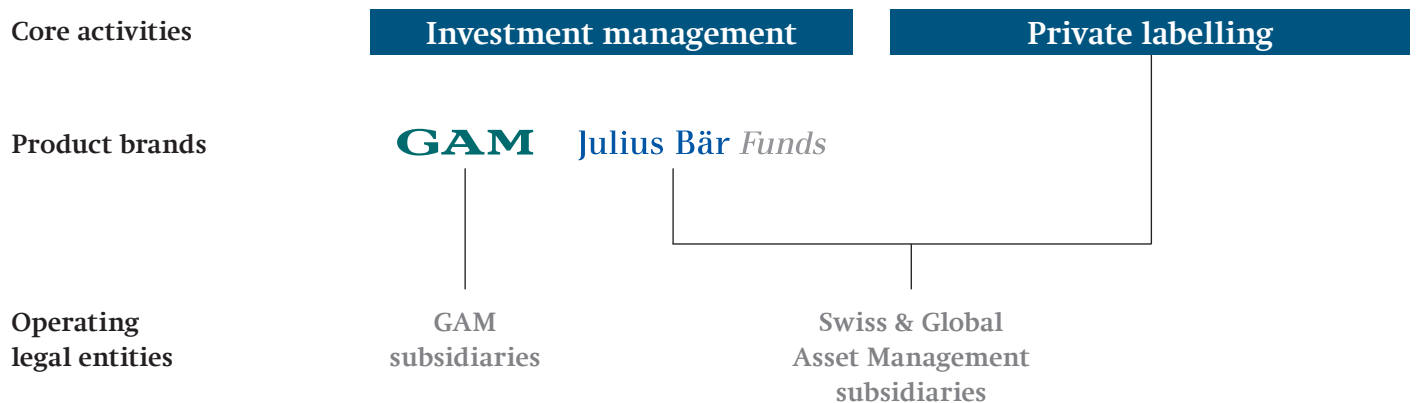 Core activities
Investment management
Private labelling
Product brands
GAM
Julius Bär Funds
Operating
legal entities
GAM
subsidiaries
Swiss & Global
Asset Management
subsidiaries